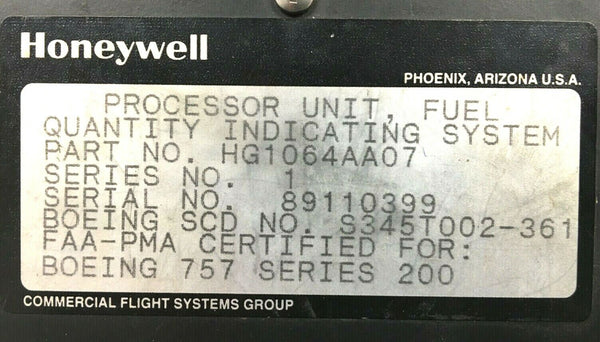 Honeywell
PHOENIX, ARIZONA U.S.A.
PROCESSOR UNIT, FUEL
QUANTITY INDICATING SYSTEM
PART NO. HG1064AA07
SERIES NO. 1
SERIAL NO. 89110399
BOEING SCD NO. S345T002-361
FAA-PMA CERTIFIED FOR:
BOEING 757 SERIES 200
COMMERCIAL FLIGHT SYSTEMS GROUP